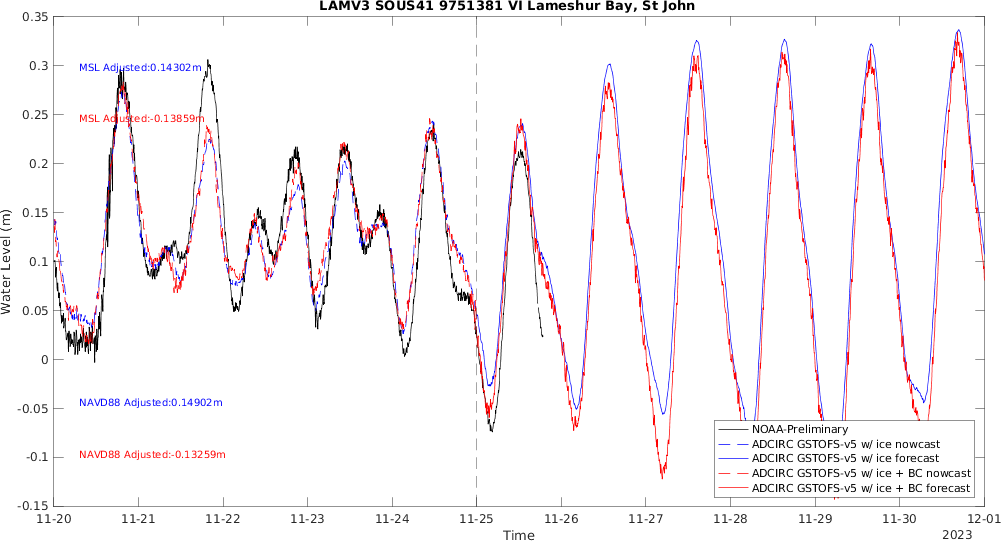 LAMV3 SOUS41 9751381 VI Lameshur Bay, St John
0.35
0.3
0.25
0.2
0.15
0.1
0.05
0
-0.05
-0.1
-0.15
Water Level (m)
MSL Adjusted:0.14302m
MSL Adjusted:-0.13859m
NAVD88 Adjusted:0.14902m
NAVD88 Adjusted:-0.13259m
NOAA-Preliminary
ADCIRC GSTOFS-v5 w/ ice nowcast
ADCIRC GSTOFS-v5 w/ ice forecast
ADCIRC GSTOFS-v5 w/ ice + BC nowcast
ADCIRC GSTOFS-v5 w/ ice + BC forecast
11-20 11-21 11-22 11-23 11-24 11-25 11-26 11-27 11-28 11-29 11-30 12-01
Time
2023